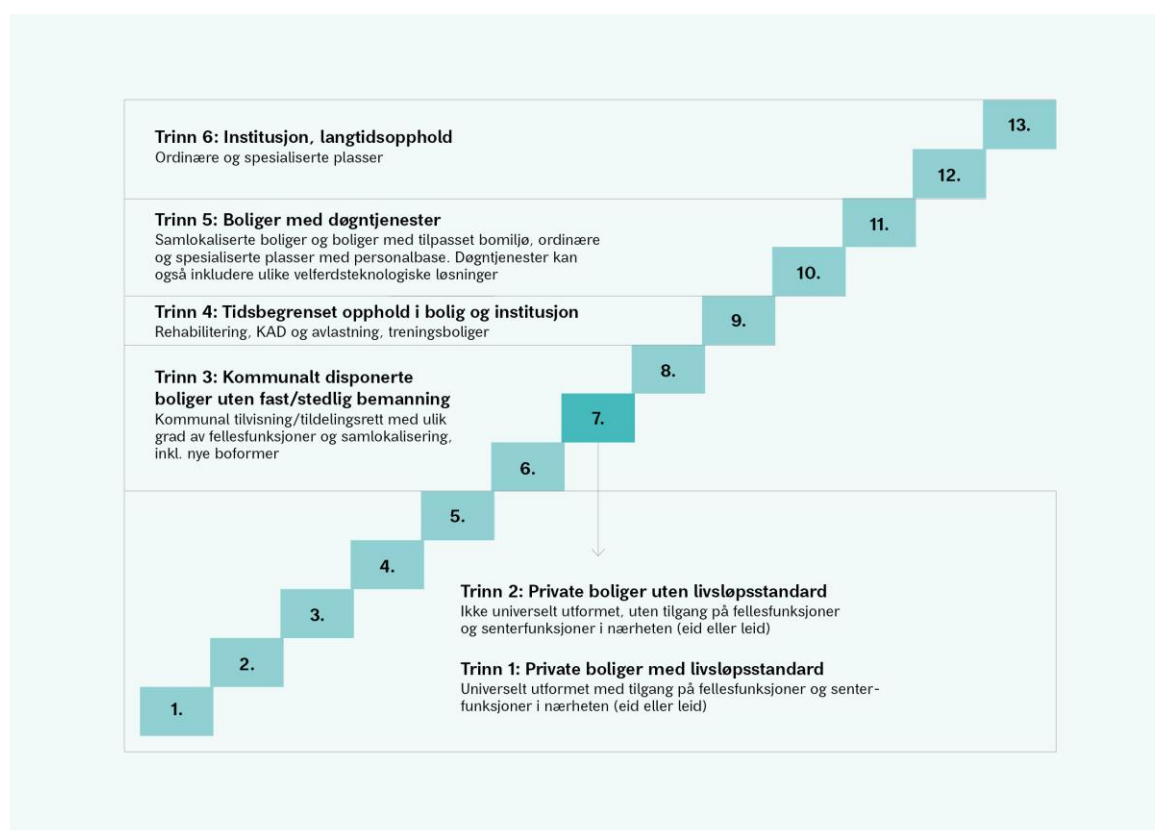 13.
Trinn 6: Institusjon, langtidsopphold
Ordinære og spesialiserte plasser
12.
Trinn 5: Boliger med døgntjenester
Samlokaliserte boliger og boliger med tilpasset bomiljø, ordinære
og spesialiserte plasser med personalbase. Døgntjenester kan
også inkludere ulike velferdsteknologiske løsninger
11.
10.
Trinn 4: Tidsbegrenset opphold i bolig og institusjon
Rehabilitering, KAD og avlastning, treningsboliger
9.
8.
Trinn 3: Kommunalt disponerte
boliger uten fast/stedlig bemanning
Kommunal tilvisning/tildelingsrett med ulik
grad av fellesfunksjoner og samlokalisering,
inkl. nye boformer
7.
6.
5.
4.
3.
2.
1.
Trinn 2: Private boliger uten livsløpsstandard
Ikke universelt utformet, uten tilgang på fellesfunksjoner
og senterfunksjoner i nærheten (eid eller leid)
Trinn 1: Private boliger med livsløpsstandard
Universelt utformet med tilgang på fellesfunksjoner og senter-
funksjoner i nærheten (eid eller leid)